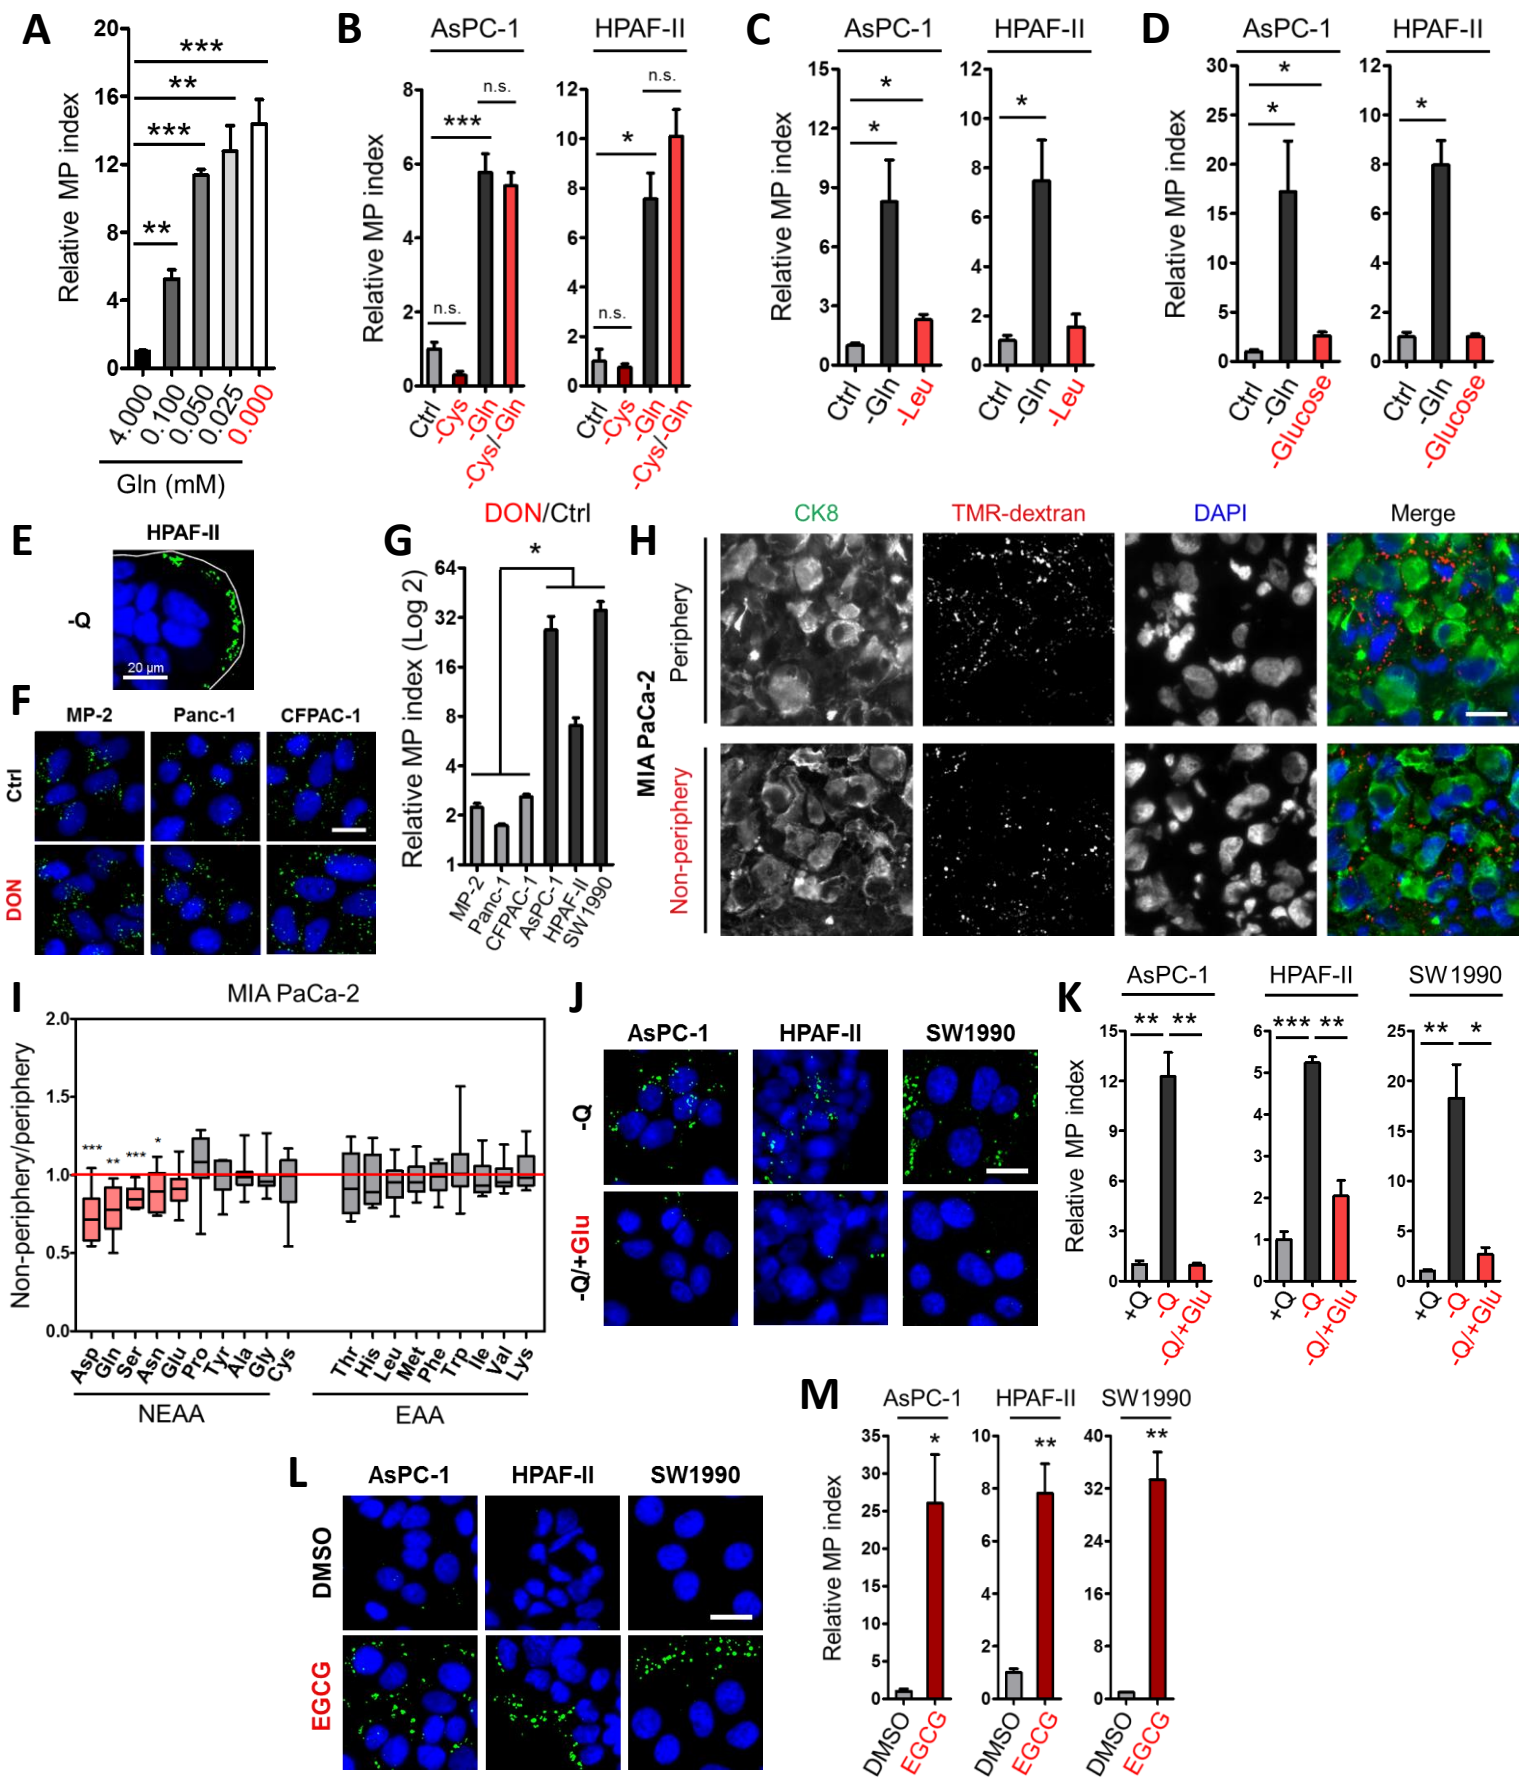 A
Relative MP index
20
16
12
8
4
0
***
**
***
**
4.000
0.100
0.050
0.025
0.000
Gln (mM)
B
AsPC-1
HPAF-II
Relative MP index
8
6
4
2
0
n.s.
***
n.s.
Ctrl
-Cys
-Gln
-Cys/-Gln
12
10
8
6
4
2
0
n.s.
*
n.s.
Ctrl
-Cys
-Gln
-Cys/-Gln
C
AsPC-1
HPAF-II
Relative MP index
15
12
9
6
3
0
*
*
Ctrl
-Gln
-Leu
12
10
8
6
4
2
0
*
Ctrl
-Gln
-Leu
D
AsPC-1
HPAF-II
Relative MP index
30
25
20
15
10
5
0
*
*
Ctrl
-Gln
-Glucose
12
10
8
6
4
2
0
*
Ctrl
-Gln
-Glucose
E
HPAF-II
-Q
20 μm
F
MP-2
Panc-1
CFPAC-1
Ctrl
DON
G
DON/Ctrl
Relative MP index (Log 2)
64
32
16
8
4
2
1
*
MP-2
Panc-1
CFPAC-1
AsPC-1
HPAF-II
SW1990
H
CK8
TMR-dextran
DAPI
Merge
MIA PaCa-2
Periphery
Non-periphery
I
MIA PaCa-2
Non-periphery/periphery
2.0
1.5
1.0
0.5
0.0
***
**
***
*
Asp
Gln
Ser
Asn
Glu
Pro
Tyr
Ala
Gly
Cys
Thr
His
Leu
Met
Phe
Trp
Ile
Val
Lys
NEAA
EAA
J
AsPC-1
HPAF-II
SW1990
-Q
-Q/+Glu
K
AsPC-1
HPAF-II
SW1990
Relative MP index
15
12
9
6
3
0
**
**
+Q
-Q
-Q/+Glu
6
5
4
3
2
1
0
***
**
+Q
-Q
-Q/+Glu
25
20
15
10
5
0
**
*
+Q
-Q
-Q/+Glu
L
AsPC-1
HPAF-II
SW1990
DMSO
EGCG
M
AsPC-1
HPAF-II
SW1990
Relative MP index
35
30
25
20
15
10
5
0
*
DMSO
EGCG
10
8
6
4
2
0
**
DMSO
EGCG
40
32
24
16
8
0
**
DMSO
EGCG